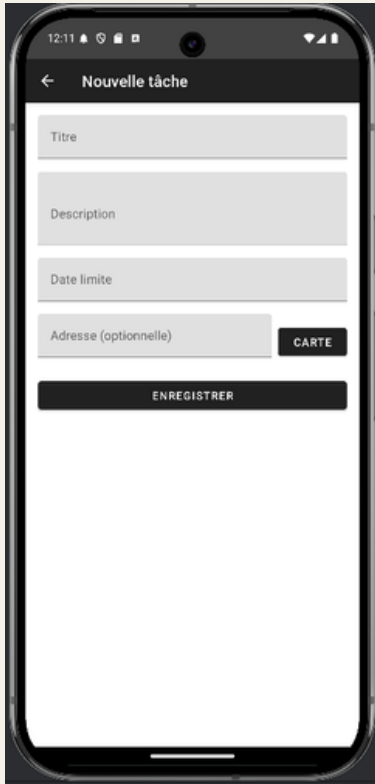 12:11
Nouvelle tâche
Titre
Description
Date limite
Adresse (optionnelle)
CARTE
ENREGISTRER